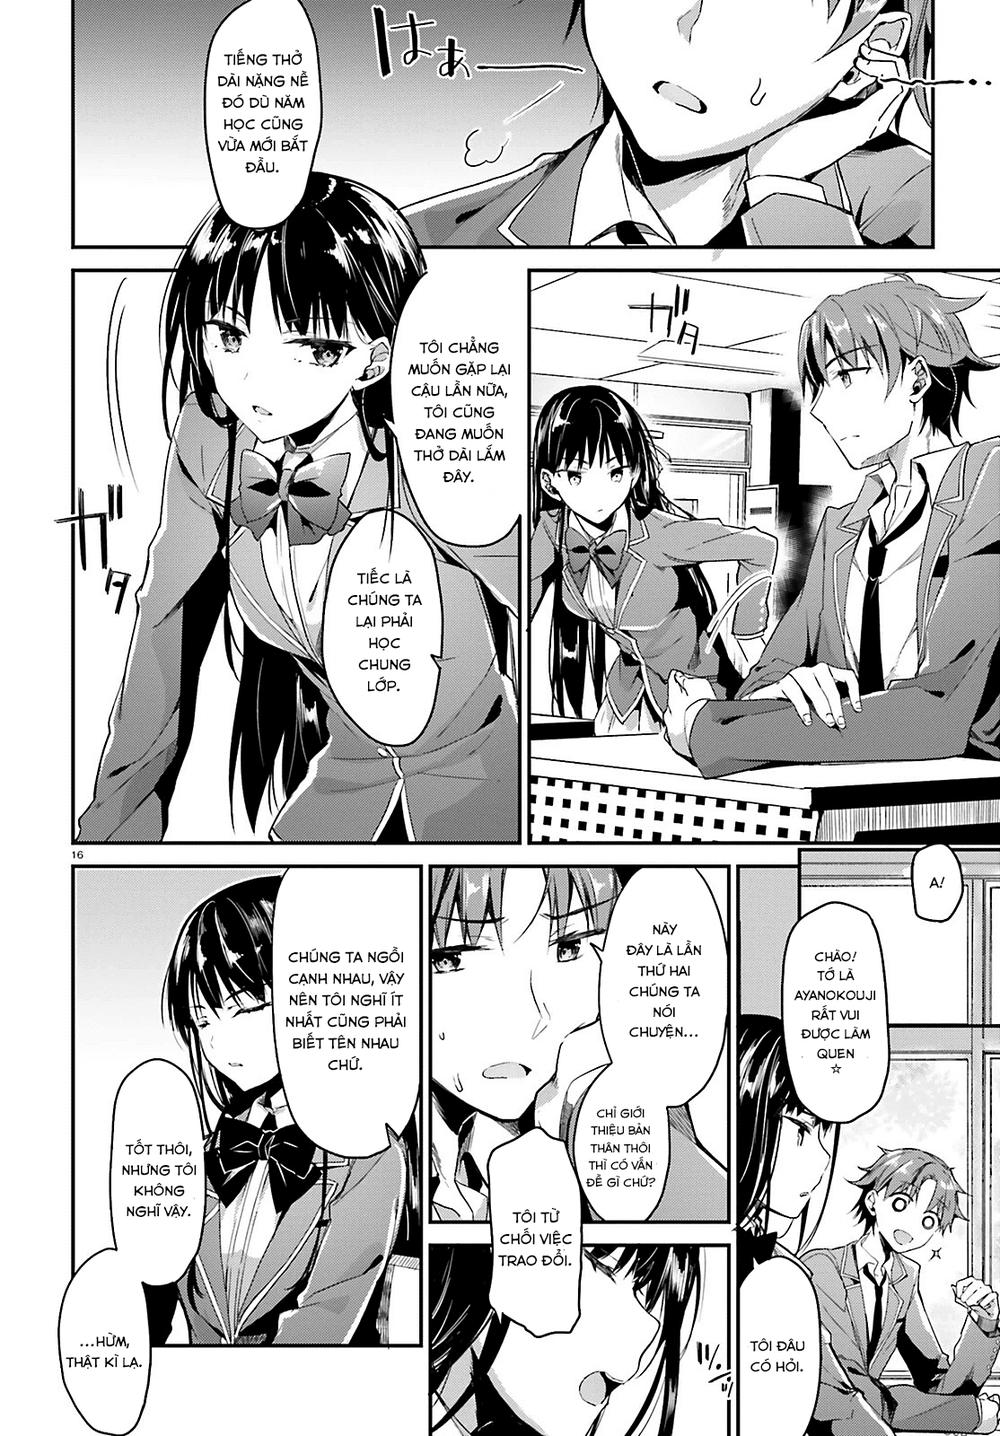 はぁー
TIẾNG THỞ
DÀI NẶNG NỀ
ĐÓ DÙ NĂM
HỌC CŨNG
VỪA MỚI BẮT
ĐẦU.
ガタ
TÔI CHẲNG
MUỐN GẶP LẠI
CẬU LẦN NỮA,
TÔI CŨNG
ĐANG MUỐN
THỞ DÀI LẮM
ĐÂY.
TIẾC LÀ
CHÚNG TA
LẠI PHẢI
HỌC
CHUNG
LỚP.
ガタ
16
A!
CHÀO!
TỚ LÀ
AYANOKOUJI
RẤT VUI
ĐƯỢC LÀM
QUEN
☆
TÔI ĐÂU
CÓ HỎI.
NÀY
ĐÂY LÀ LẦN
THỨ HAI
CHÚNG TA
NÓI
CHUYỆN...
CHỈ GIỚI
THIỆU BẢN
THÂN THÔI
THÌ CÓ VẤN
ĐỀ GÌ CHỨ?
TÔI TỪ
CHỐI VIỆC
TRAO ĐỔI.
CHÚNG TA NGỒI
CẠNH NHAU, VẬY
NÊN TÔI NGHĨ ÍT
NHẤT CŨNG PHẢI
BIẾT TÊN NHAU
CHỨ.
TỐT THÔI,
NHƯNG TÔI
KHÔNG
NGHĨ VẬY.
...HỪM,
THẬT KÌ LẠ.